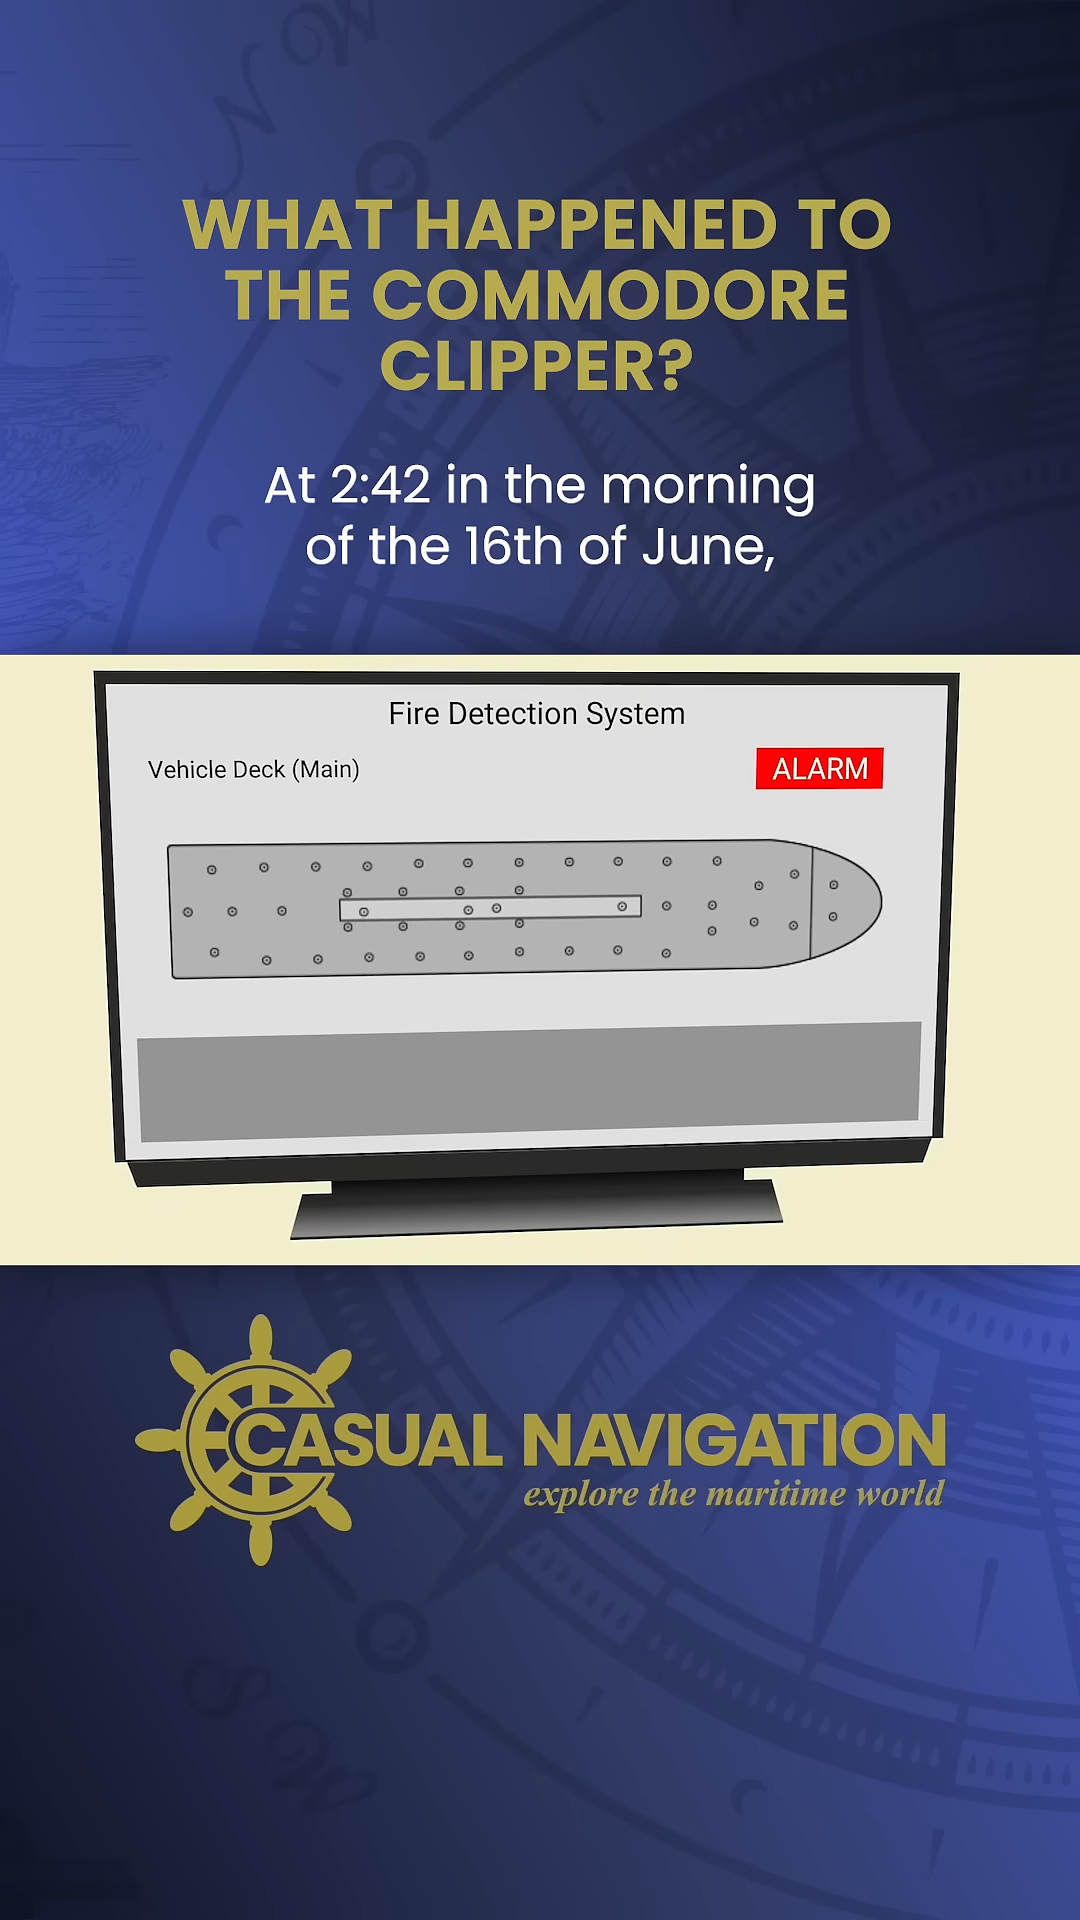 N W
WHAT HAPPENED TO
THE COMMODORE
CLIPPER?
At 2:42 in the morning
of the 16th of June,
Fire Detection System
Vehicle Deck (Main)
ALARM
CASUAL NAVIGATION
explore the maritime world
S W